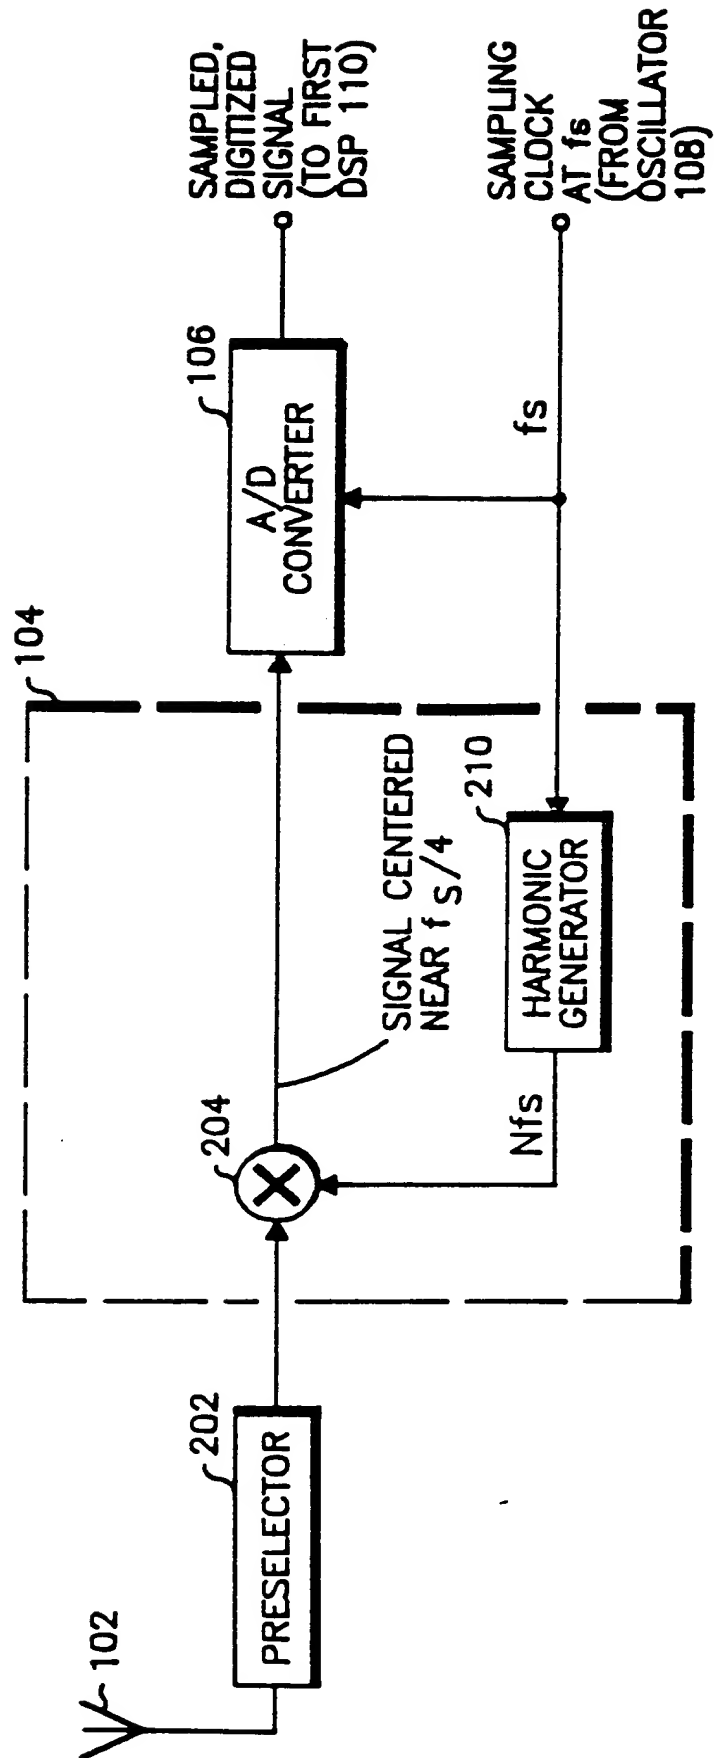 102
PRESELECTOR
202
204
104
SIGNAL CENTERED
NEAR fS/4
Nfs
HARMONIC
GENERATOR
210
A/D
CONVERTER
106
fs
SAMPLED,
DIGITIZED
SIGNAL
(TO FIRST
DSP 110)
SAMPLING
CLOCK
AT fs
(FROM
OSCILLATOR
108)